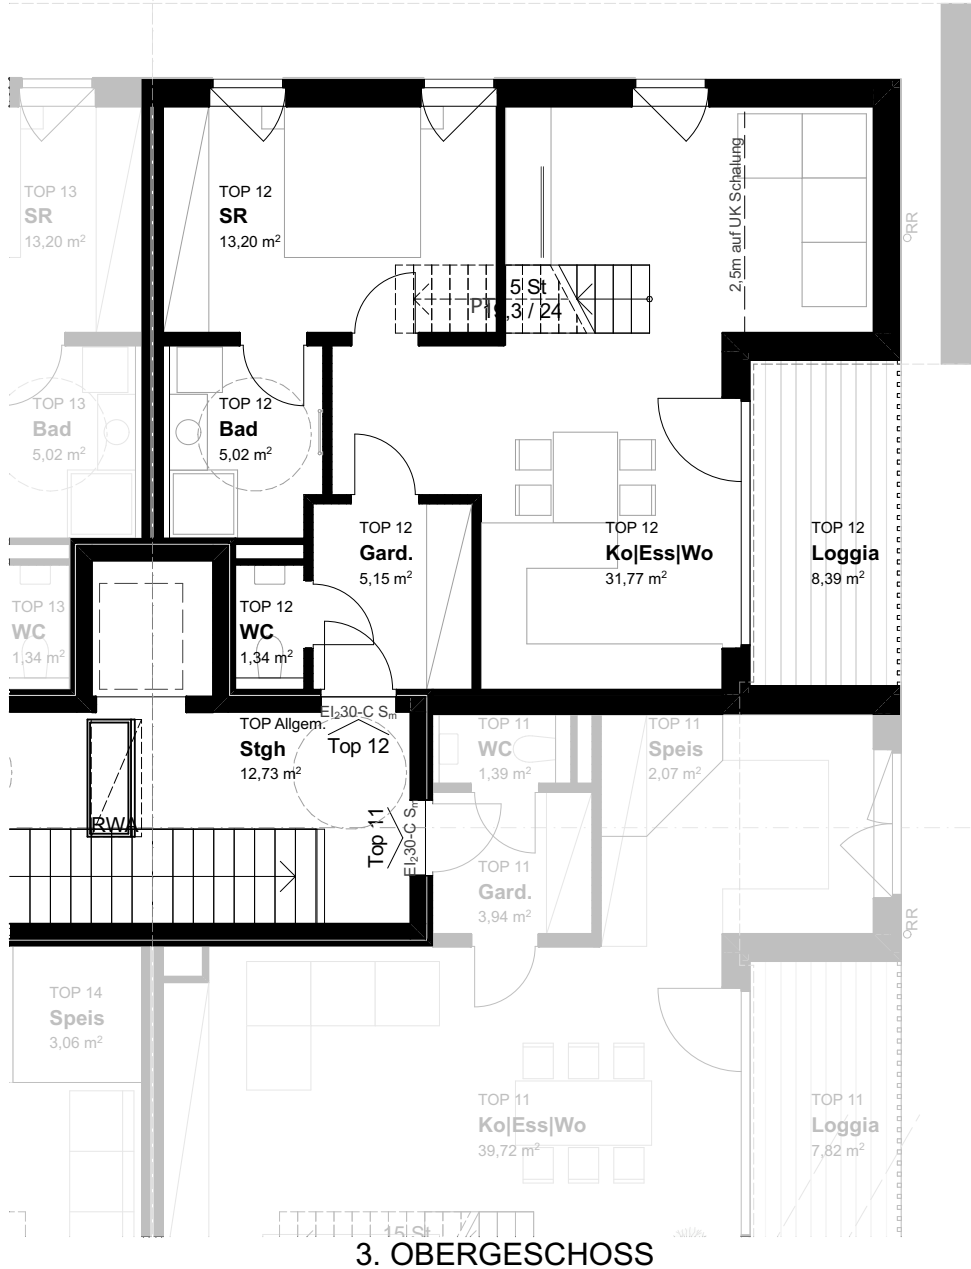 TOP 13
SR
13,20 m²
TOP 12
SR
13,20 m²
2,5m auf UK Schalung
RR
5 St
19,3 / 24
TOP 13
Bad
5,02 m²
TOP 12
Bad
5,02 m²
TOP 12
Gard.
5,15 m²
TOP 12
Ko|Ess|Wo
31,77 m²
TOP 12
Loggia
8,39 m²
TOP 13
WC
1,34 m²
TOP 12
WC
1,34 m²
TOP Allgem.
Stgh
12,73 m²
EI₂30-C Sₘ
Top 12
RWA
Top 11
EI₂30-C Sₘ
TOP 11
WC
1,39 m²
TOP 11
Speis
2,07 m²
TOP 11
Gard.
3,94 m²
RR
TOP 14
Speis
3,06 m²
TOP 11
Ko|Ess|Wo
39,72 m²
TOP 11
Loggia
7,82 m²
15 St
3. OBERGESCHOSS